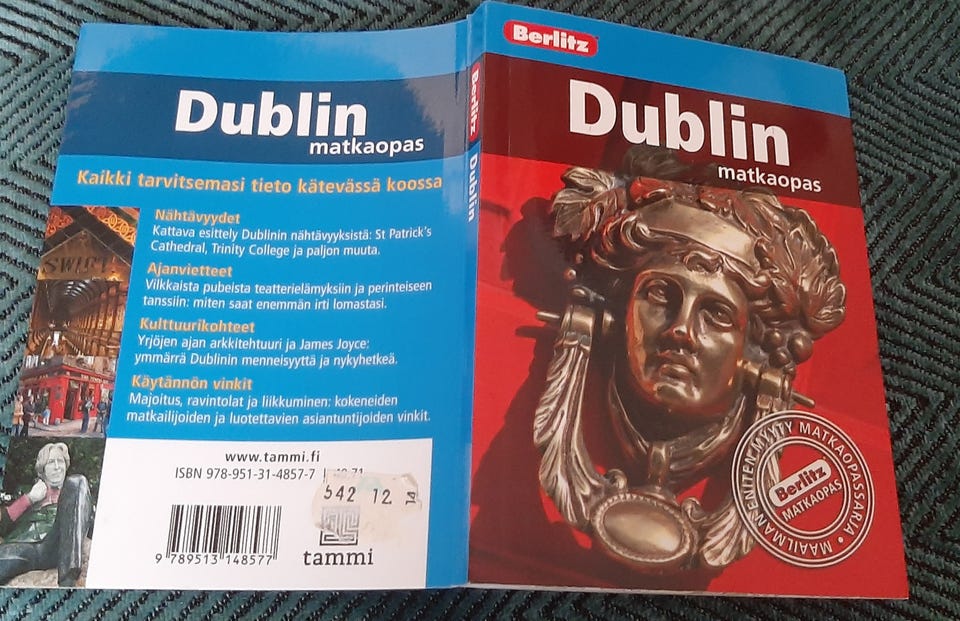 Dublin
matkaopas
Kaikki tarvitsemasi tieto kätevässä koossa
Nähtävyydet
Kattava esittely Dublinin nähtävyyksistä: St Patrick's
Cathedral, Trinity College ja paljon muuta.
Ajanvietteet
Vilkkaista pubeista teatterielämyksiin ja perinteiseen
tanssiin: miten saat enemmän irti lomastasi.
Kulttuurikohteet
Yrjöjen ajan arkkitehtuuri ja James Joyce:
ymmärrä Dublinin menneisyyttä ja nykyhetkeä.
Käytännön vinkit
Majoitus, ravintolat ja liikkuminen: kokeneiden
matkailijoiden ja luotettavien asiantuntijoiden vinkit.
www.tammi.fi
ISBN 978-951-31-4857-7
542 12
9 789513 148577
tammi
Berlitz
Dublin
Berlitz
Dublin
matkaopas
MAAILMAN ENITEN MYYTY MATKAOPASSARJA
Berlitz
MATKAOPAS